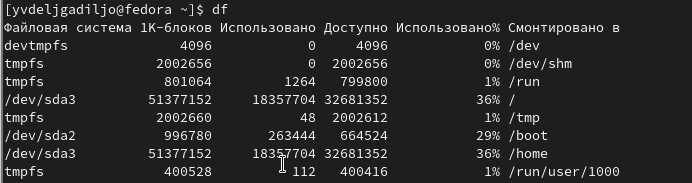 [yvdeljgadiljo@fedora ~]$ df
Файловая система 1K-блоков Использовано Доступно Использовано% Смонтировано в
devtmpfs 4096 0 4096 0% /dev
tmpfs 2002656 0 2002656 0% /dev/shm
tmpfs 801064 1264 799800 1% /run
/dev/sda3 51377152 18357704 32681352 36% /
tmpfs 2002660 48 2002612 1% /tmp
/dev/sda2 996780 263444 664524 29% /boot
/dev/sda3 51377152 18357704 32681352 36% /home
tmpfs 400528 112 400416 1% /run/user/1000